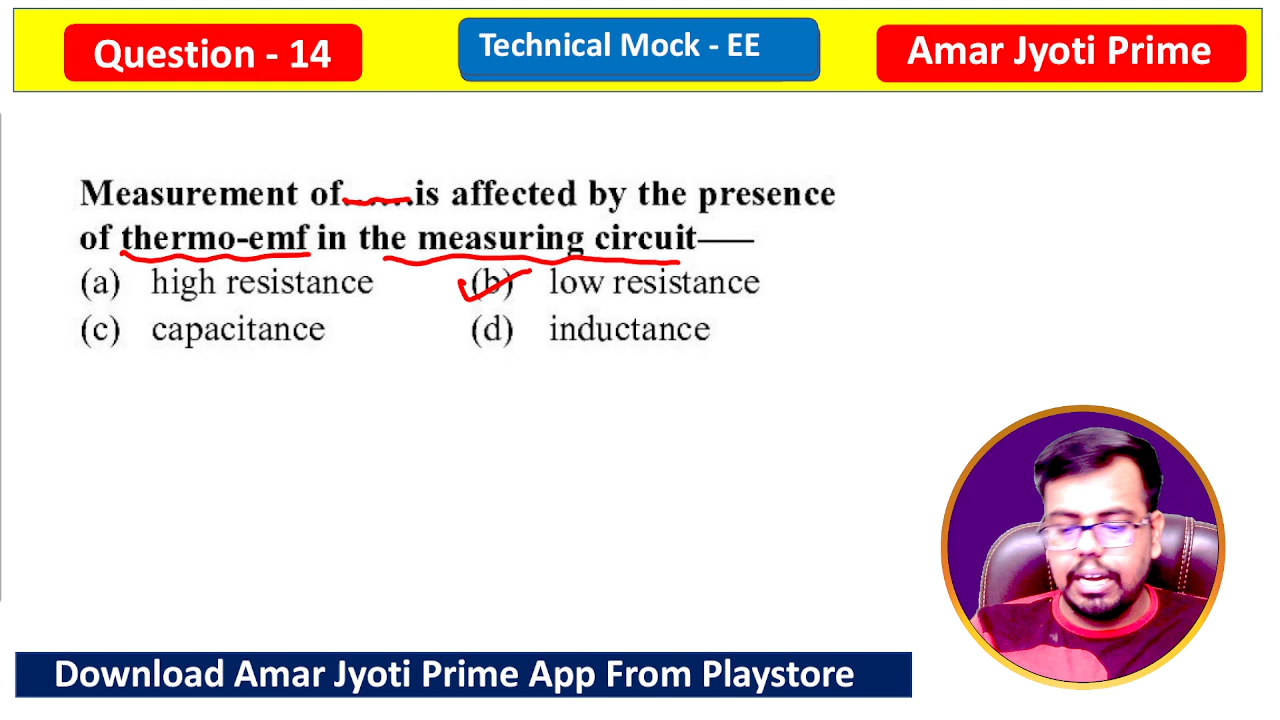 Question - 14
Technical Mock - EE
Amar Jyoti Prime
Measurement of.......is affected by the presence
of thermo-emf in the measuring circuit—
(a) high resistance (b) low resistance
(c) capacitance (d) inductance
Download Amar Jyoti Prime App From Playstore